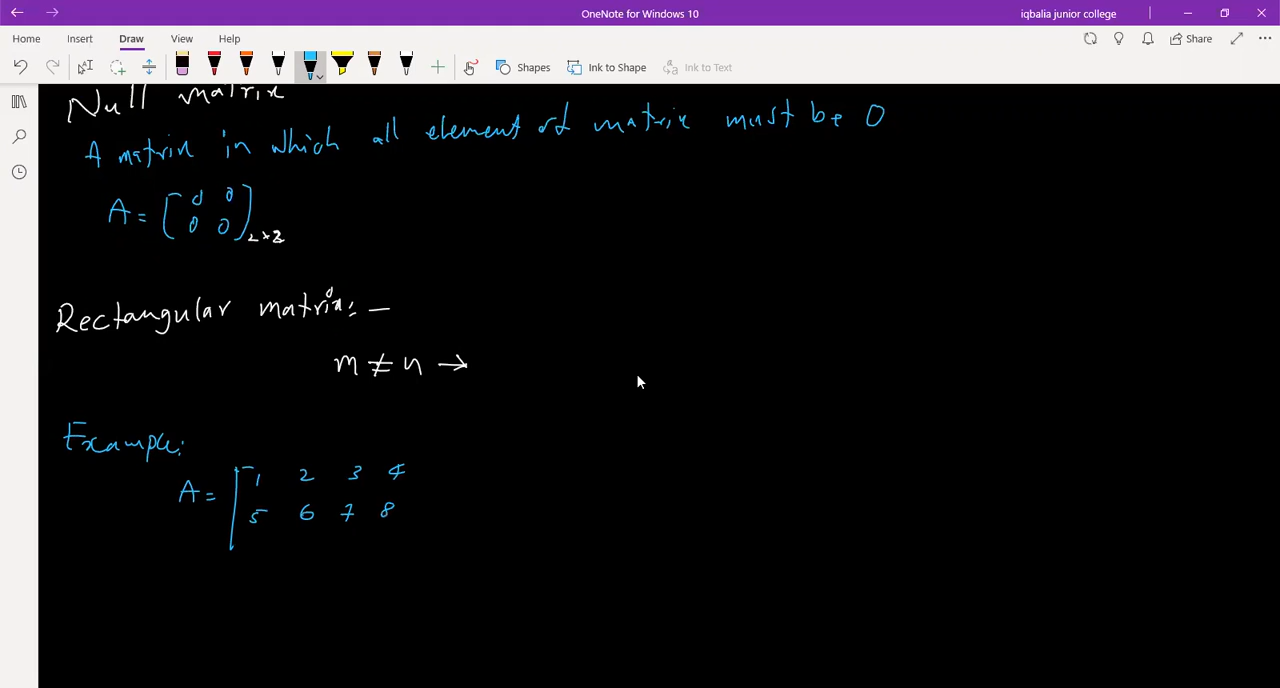 OneNote for Windows 10
iqbalia junior college
Home Insert Draw View Help
Share
Shapes Ink to Shape Ink to Text
Null matrix
A matrix in which all element of matrix must be 0
A = [ 0 0
0 0 ] 2 × 2
Rectangular matrix: —
m ≠ n →
Example:
A = [ 1 2 3 4
5 6 7 8